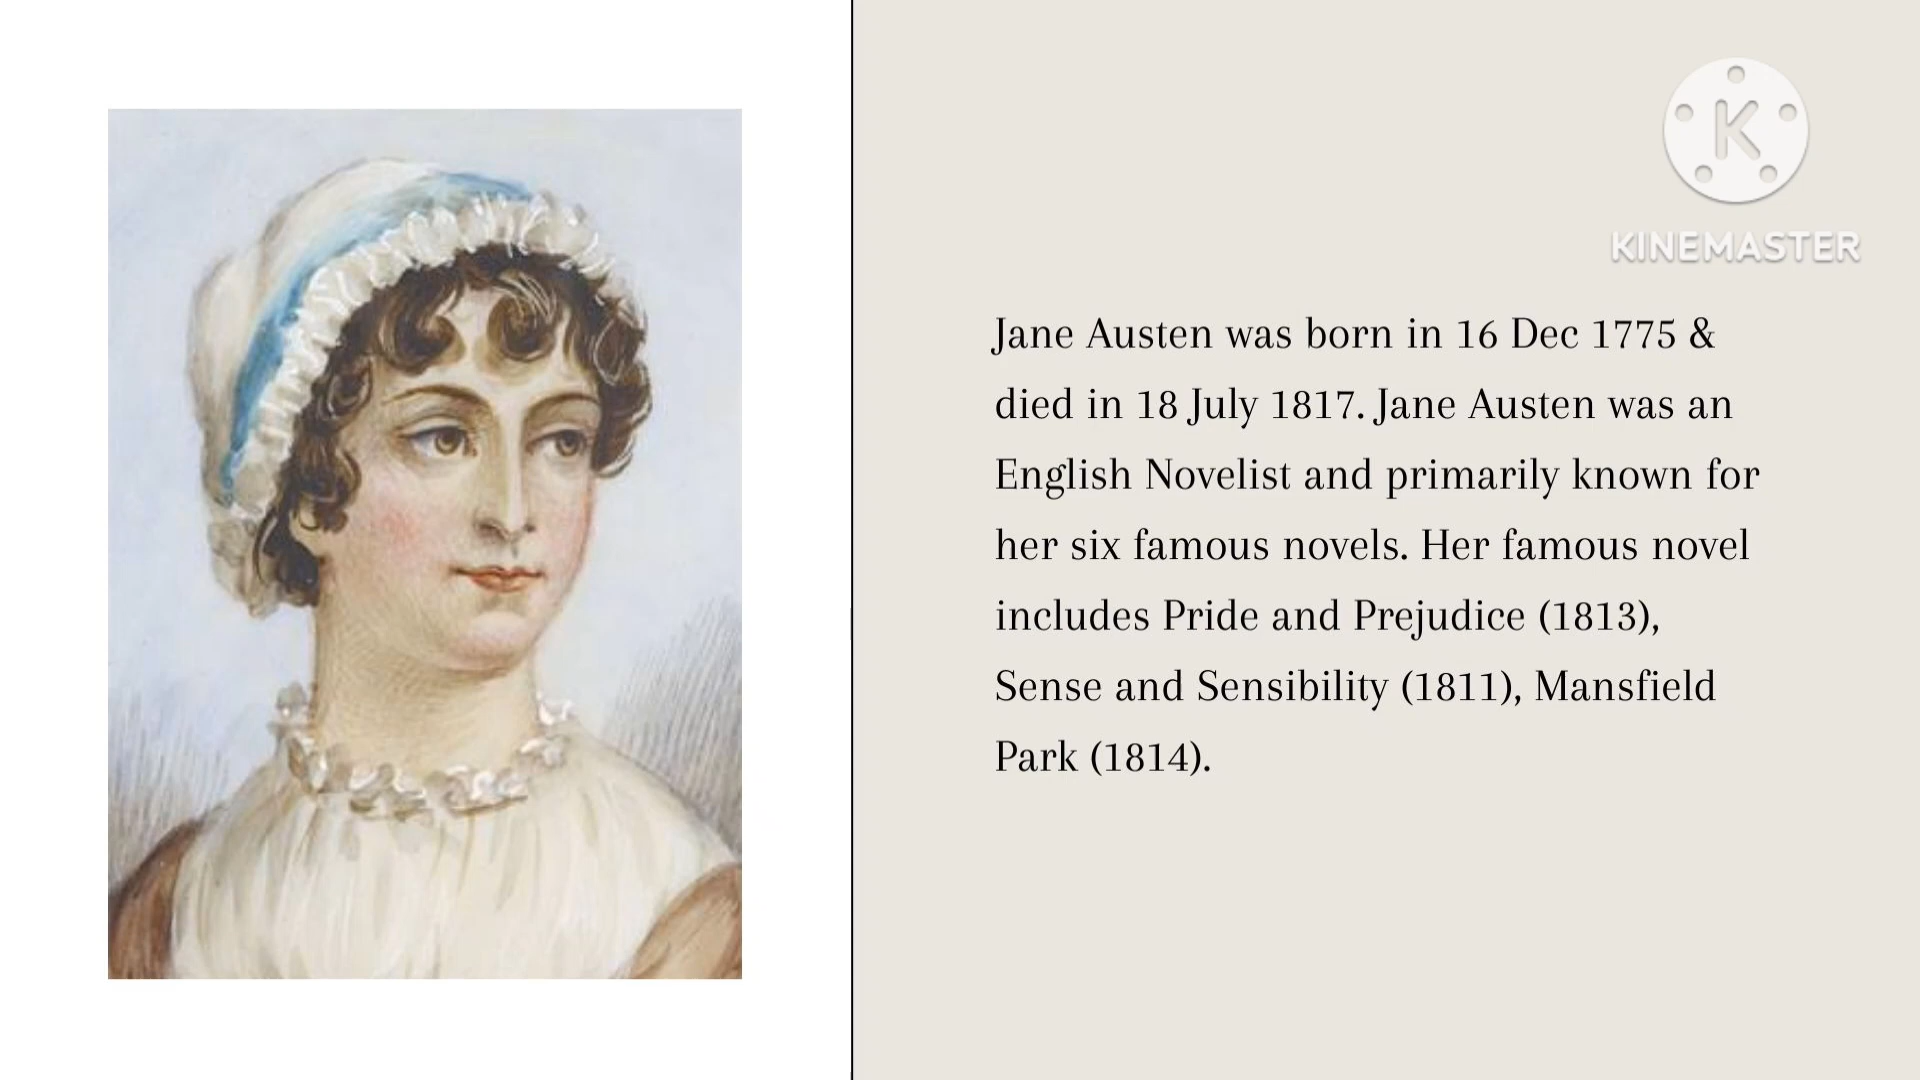 K
KINEMASTER
Jane Austen was born in 16 Dec 1775 &
died in 18 July 1817. Jane Austen was an
English Novelist and primarily known for
her six famous novels. Her famous novel
includes Pride and Prejudice (1813),
Sense and Sensibility (1811), Mansfield
Park (1814).